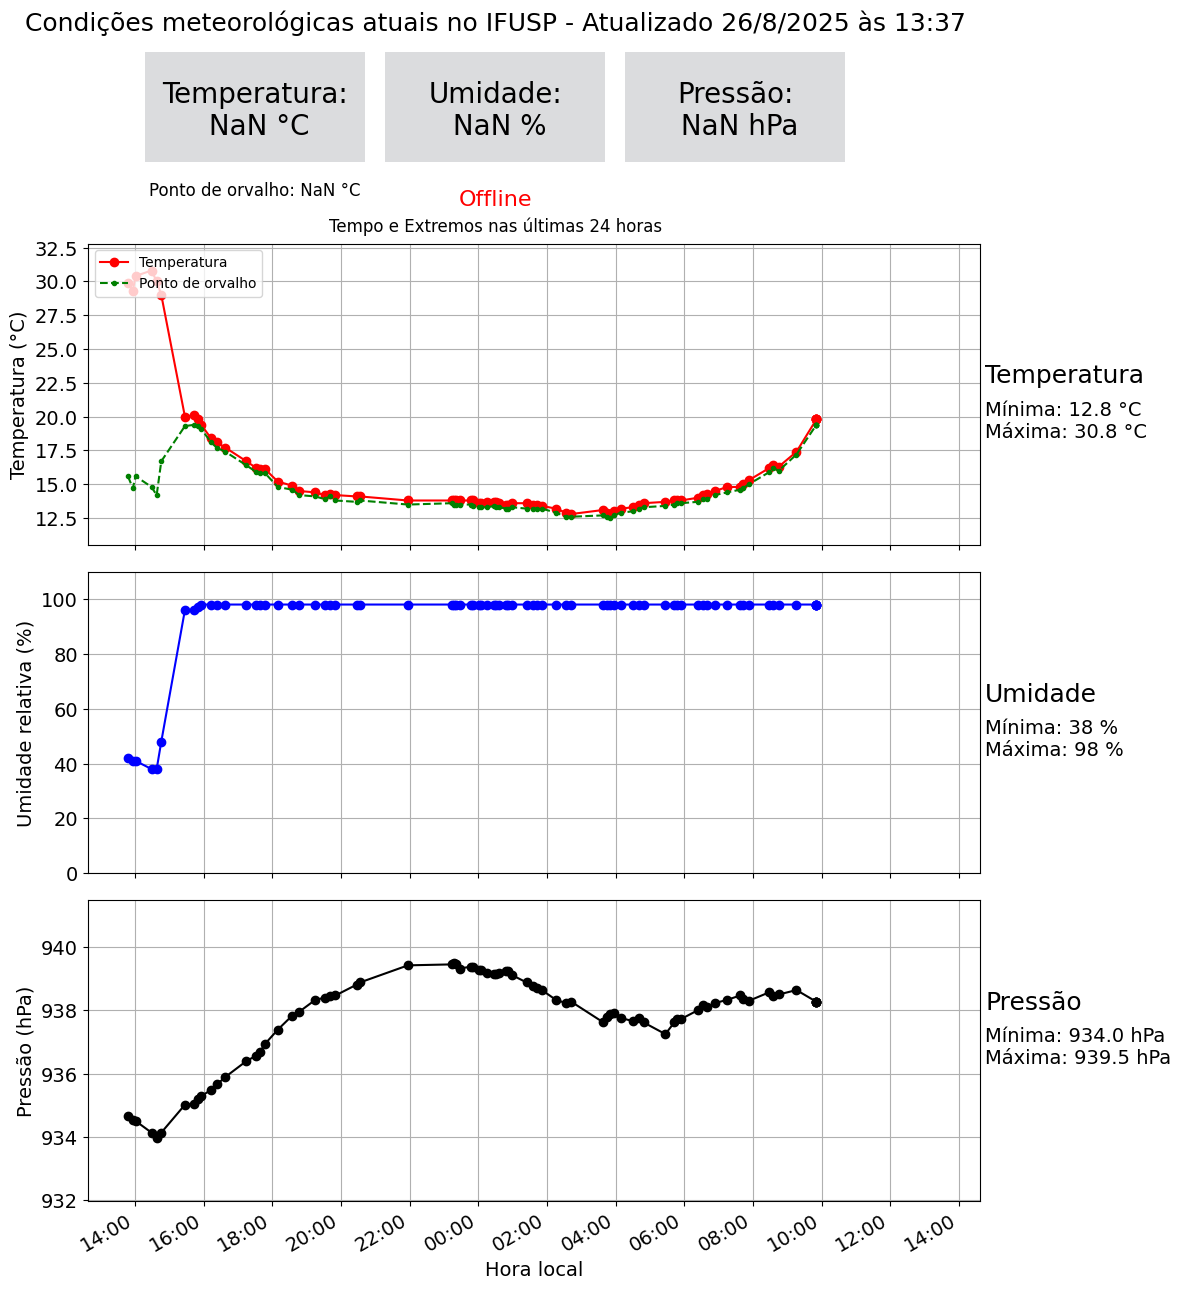 Condições meteorológicas atuais no IFUSP - Atualizado 26/8/2025 às 13:37
Temperatura:
NaN °C
Umidade:
NaN %
Pressão:
NaN hPa
Ponto de orvalho: NaN °C
Offline
Tempo e Extremos nas últimas 24 horas
Temperatura (°C)
32.5
30.0
27.5
25.0
22.5
20.0
17.5
15.0
12.5
Temperatura
Ponto de orvalho
Temperatura
Mínima: 12.8 °C
Máxima: 30.8 °C
Umidade relativa (%)
100
80
60
40
20
0
Umidade
Mínima: 38 %
Máxima: 98 %
Pressão (hPa)
940
938
936
934
932
Pressão
Mínima: 934.0 hPa
Máxima: 939.5 hPa
14:00 16:00 18:00 20:00 22:00 00:00 02:00 04:00 06:00 08:00 10:00 12:00 14:00
Hora local